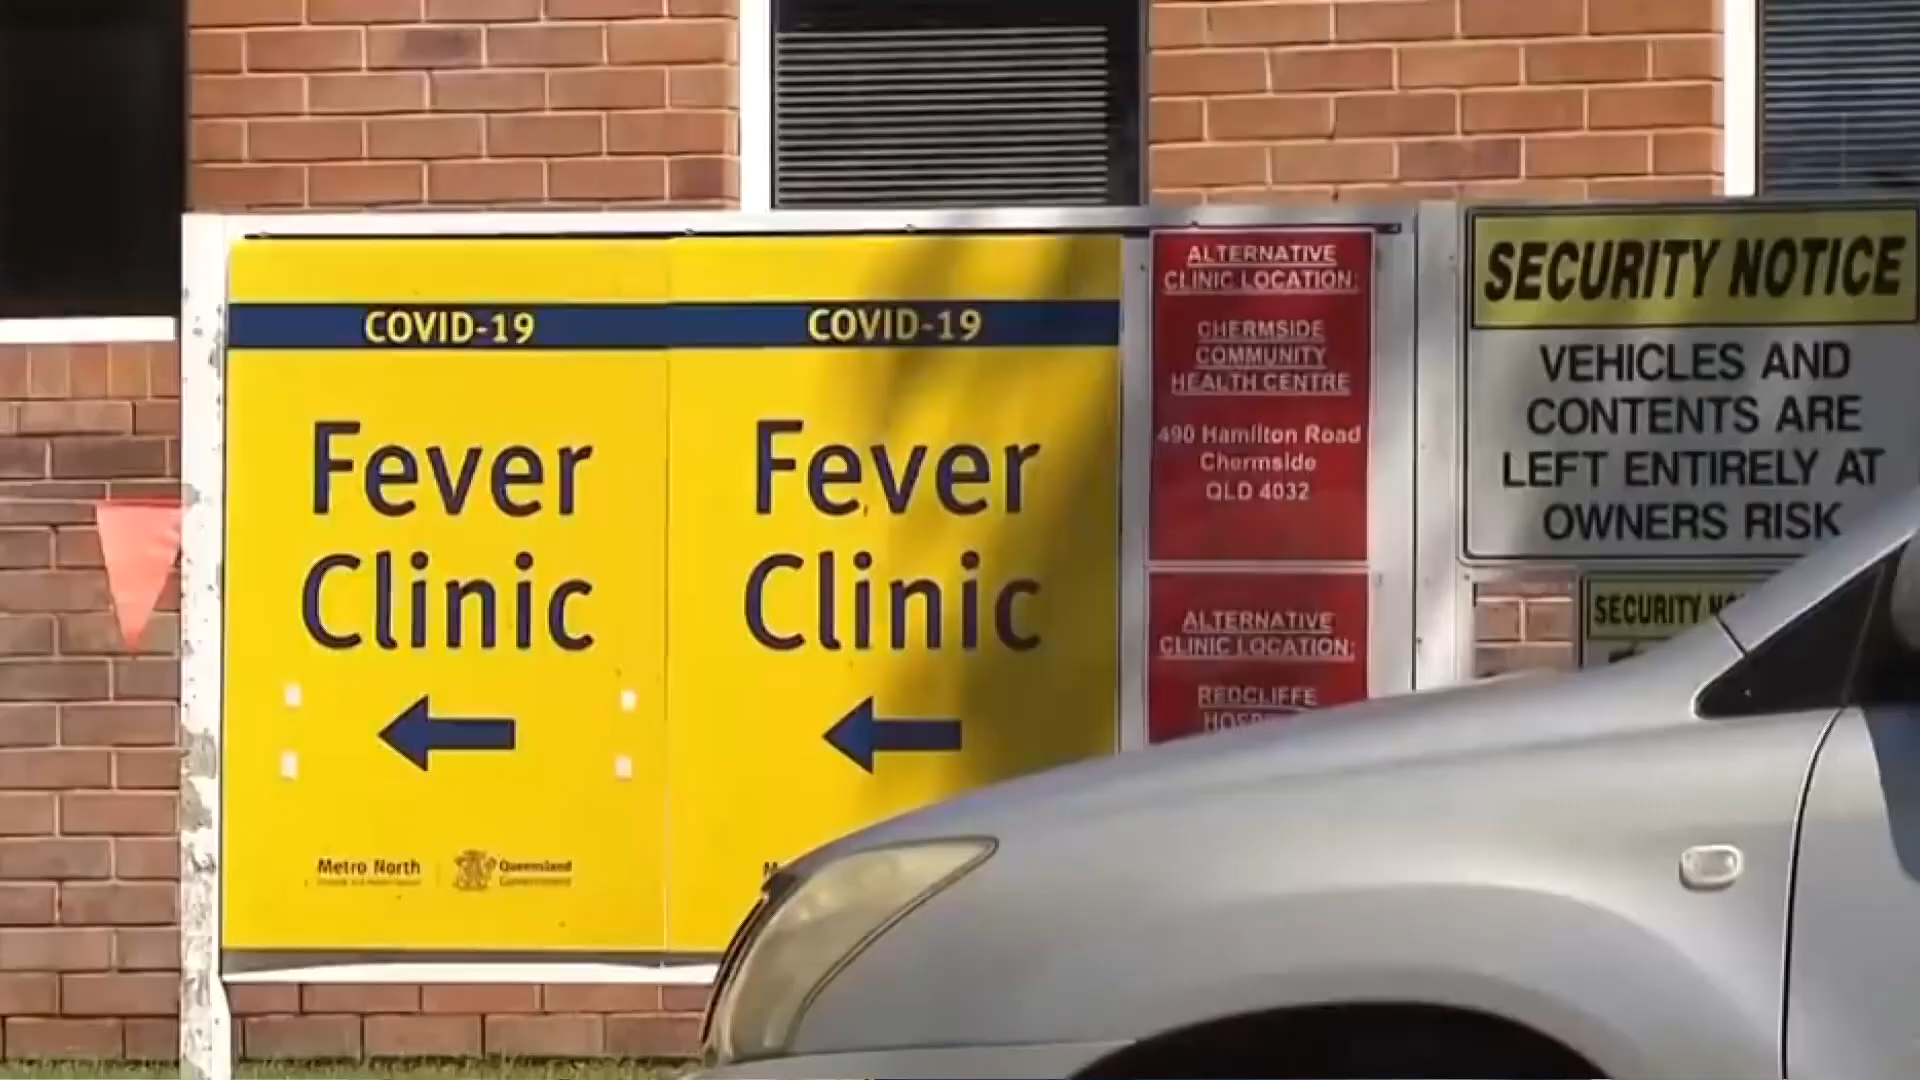 COVID-19
Fever
Clinic
Metro North
Queensland
Government
COVID-19
Fever
Clinic
ALTERNATIVE
CLINIC LOCATION:
CHERMSIDE
COMMUNITY
HEALTH CENTRE
490 Hamilton Road
Chermside
QLD 4032
ALTERNATIVE
CLINIC LOCATION:
REDCLIFFE
SECURITY NOTICE
VEHICLES AND
CONTENTS ARE
LEFT ENTIRELY AT
OWNERS RISK
SECURITY